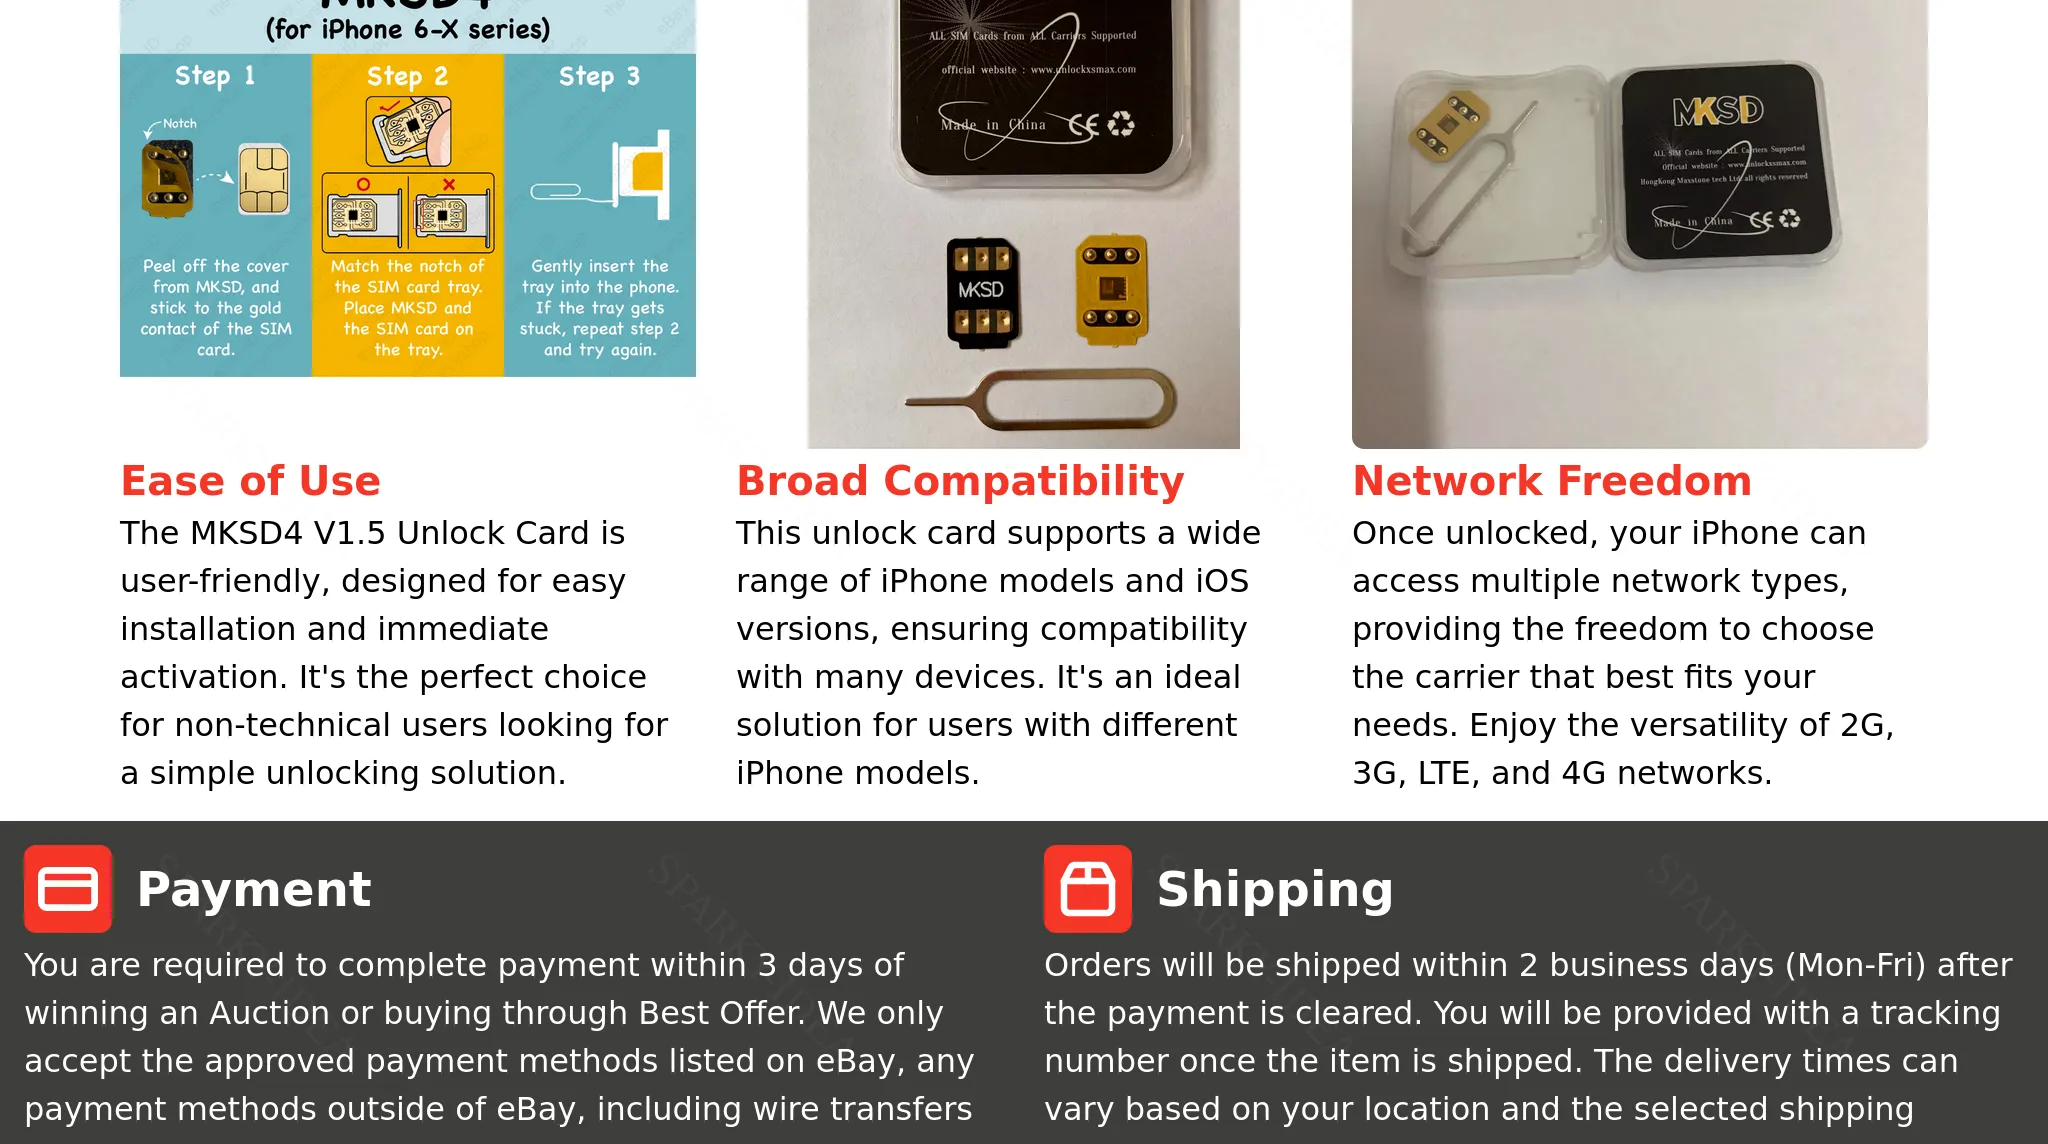 MKSD4
(for iPhone 6-X series)
Step 1
Notch
Peel off the cover
from MKSD, and
stick to the gold
contact of the SIM
card.
Step 2
Match the notch of
the SIM card tray.
Place MKSD and
the SIM card on
the tray.
Step 3
Gently insert the
tray into the phone.
If the tray gets
stuck, repeat step 2
and try again.
ALL SIM Cards from ALL Carriers Supported
official website : www.unlockxsmax.com
Made in China CE
MKSD
MKSD
ALL SIM Cards from ALL Carriers Supported
Official website : www.unlockxsmax.com
HongKong Maxstone tech Ltd.all rights reserved
Made in China CE
Ease of Use
The MKSD4 V1.5 Unlock Card is
user-friendly, designed for easy
installation and immediate
activation. It's the perfect choice
for non-technical users looking for
a simple unlocking solution.
Broad Compatibility
This unlock card supports a wide
range of iPhone models and iOS
versions, ensuring compatibility
with many devices. It's an ideal
solution for users with different
iPhone models.
Network Freedom
Once unlocked, your iPhone can
access multiple network types,
providing the freedom to choose
the carrier that best fits your
needs. Enjoy the versatility of 2G,
3G, LTE, and 4G networks.
Payment
You are required to complete payment within 3 days of
winning an Auction or buying through Best Offer. We only
accept the approved payment methods listed on eBay, any
payment methods outside of eBay, including wire transfers
Shipping
Orders will be shipped within 2 business days (Mon-Fri) after
the payment is cleared. You will be provided with a tracking
number once the item is shipped. The delivery times can
vary based on your location and the selected shipping